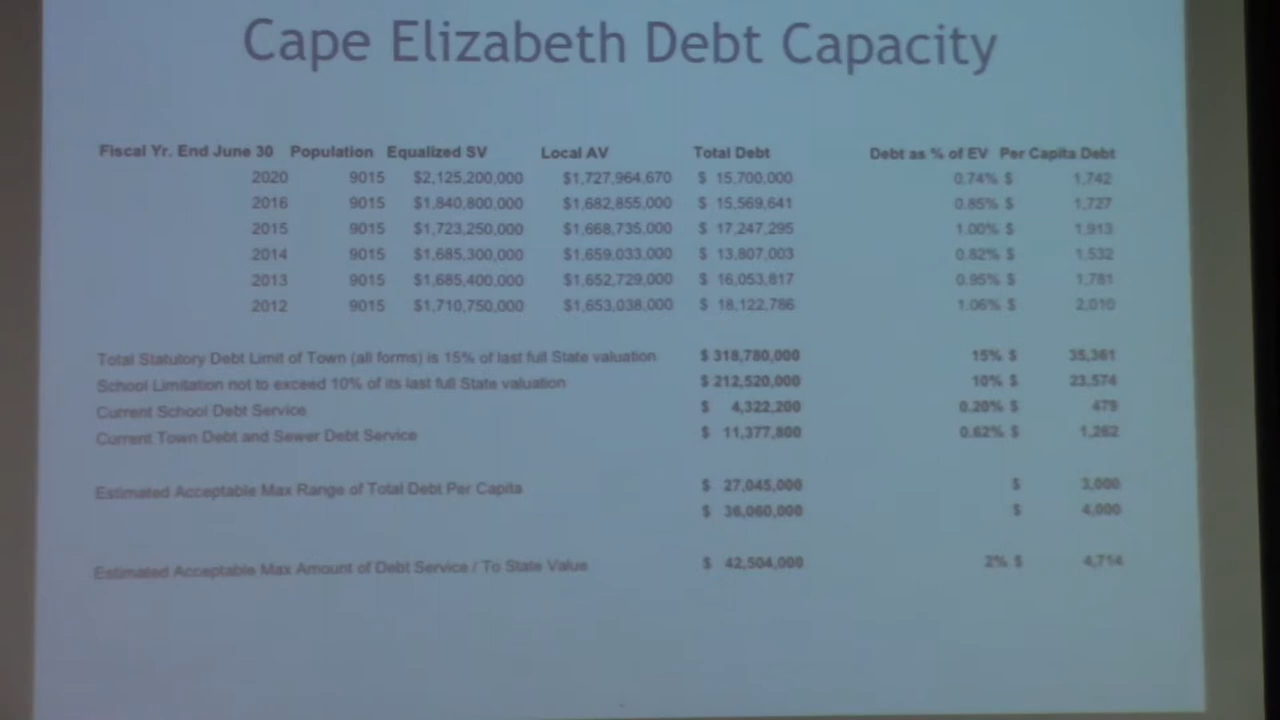 Cape Elizabeth Debt Capacity
Fiscal Yr. End June 30 Population Equalized SV Local AV Total Debt Debt as % of EV Per Capita Debt
2020 9015 $2,125,200,000 $1,727,964,670 $ 15,700,000 0.74% $ 1,742
2016 9015 $1,840,800,000 $1,682,855,000 $ 15,569,641 0.85% $ 1,727
2015 9015 $1,723,250,000 $1,668,735,000 $ 17,247,295 1.00% $ 1,913
2014 9015 $1,685,300,000 $1,659,033,000 $ 13,807,003 0.82% $ 1,532
2013 9015 $1,685,400,000 $1,652,729,000 $ 16,053,817 0.95% $ 1,781
2012 9015 $1,710,750,000 $1,653,038,000 $ 18,122,786 1.06% $ 2,010
Total Statutory Debt Limit of Town (all forms) is 15% of last full State valuation $ 318,780,000 15% $ 35,361
School Limitation not to exceed 10% of its last full State valuation $ 212,520,000 10% $ 23,574
Current School Debt Service $ 4,322,200 0.20% $ 479
Current Town Debt and Sewer Debt Service $ 11,377,800 0.62% $ 1,262
Estimated Acceptable Max Range of Total Debt Per Capita $ 27,045,000 $ 3,000
$ 36,060,000 $ 4,000
Estimated Acceptable Max Amount of Debt Service / To State Value $ 42,504,000 2% $ 4,714